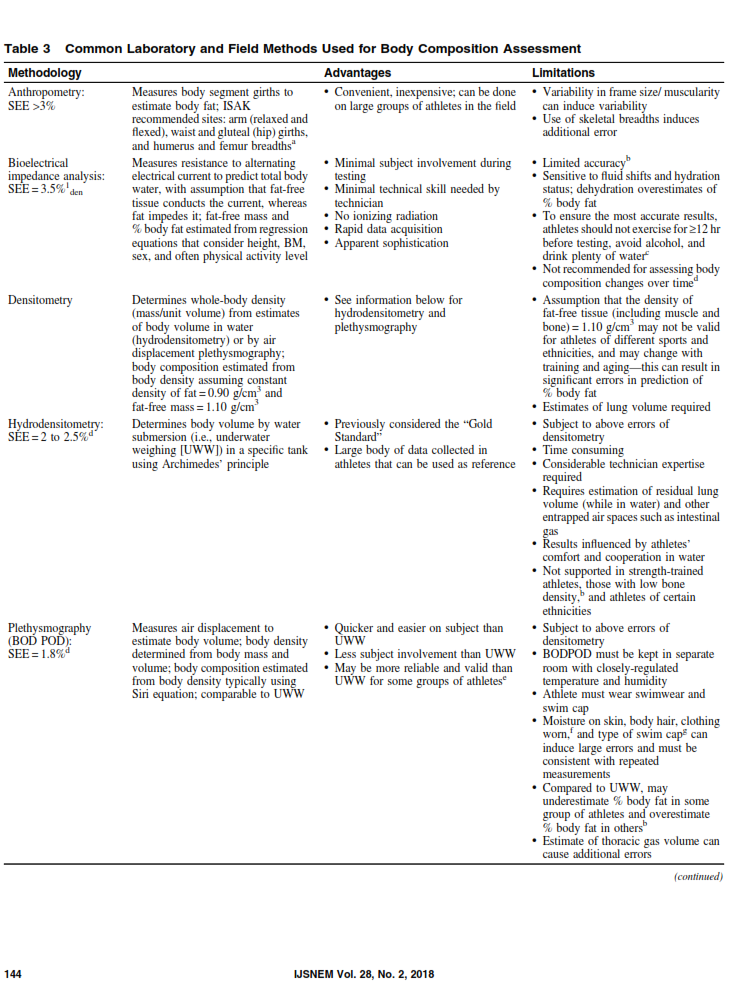 Table 3 Common Laboratory and Field Methods Used for Body Composition Assessment
Methodology
Advantages
Limitations
Anthropometry:
SEE >3%
Measures body segment girths to
estimate body fat; ISAK
recommended sites: arm (relaxed and
flexed), waist and gluteal (hip) girths,
and humerus and femur breadthsᵃ
• Convenient, inexpensive; can be done
on large groups of athletes in the field
• Variability in frame size/ muscularity
can induce variability
• Use of skeletal breadths induces
additional error
Bioelectrical
impedance analysis:
SEE = 3.5%¹den
Measures resistance to alternating
electrical current to predict total body
water, with assumption that fat-free
tissue conducts the current, whereas
fat impedes it; fat-free mass and
% body fat estimated from regression
equations that consider height, BM,
sex, and often physical activity level
• Minimal subject involvement during
testing
• Minimal technical skill needed by
technician
• No ionizing radiation
• Rapid data acquisition
• Apparent sophistication
• Limited accuracyᵇ
• Sensitive to fluid shifts and hydration
status; dehydration overestimates of
% body fat
• To ensure the most accurate results,
athletes should not exercise for ≥12 hr
before testing, avoid alcohol, and
drink plenty of waterᶜ
• Not recommended for assessing body
composition changes over timeᵈ
Densitometry
Determines whole-body density
(mass/unit volume) from estimates
of body volume in water
(hydrodensitometry) or by air
displacement plethysmography;
body composition estimated from
body density assuming constant
density of fat = 0.90 g/cm³ and
fat-free mass = 1.10 g/cm³
• See information below for
hydrodensitometry and
plethysmography
• Assumption that the density of
fat-free tissue (including muscle and
bone) = 1.10 g/cm³ may not be valid
for athletes of different sports and
ethnicities, and may change with
training and aging—this can result in
significant errors in prediction of
% body fat
• Estimates of lung volume required
Hydrodensitometry:
SEE = 2 to 2.5%ᵈ
Determines body volume by water
submersion (i.e., underwater
weighing [UWW]) in a specific tank
using Archimedes’ principle
• Previously considered the “Gold
Standard”
• Large body of data collected in
athletes that can be used as reference
• Subject to above errors of
densitometry
• Time consuming
• Considerable technician expertise
required
• Requires estimation of residual lung
volume (while in water) and other
entrapped air spaces such as intestinal
gas
• Results influenced by athletes’
comfort and cooperation in water
• Not supported in strength-trained
athletes, those with low bone
density,ᵇ and athletes of certain
ethnicities
Plethysmography
(BOD POD):
SEE = 1.8%ᵈ
Measures air displacement to
estimate body volume; body density
determined from body mass and
volume; body composition estimated
from body density typically using
Siri equation; comparable to UWW
• Quicker and easier on subject than
UWW
• Less subject involvement than UWW
• May be more reliable and valid than
UWW for some groups of athletesᵉ
• Subject to above errors of
densitometry
• BODPOD must be kept in separate
room with closely-regulated
temperature and humidity
• Athlete must wear swimwear and
swim cap
• Moisture on skin, body hair, clothing
worn,ᶠ and type of swim capᵍ can
induce large errors and must be
consistent with repeated
measurements
• Compared to UWW, may
underestimate % body fat in some
group of athletes and overestimate
% body fat in othersᵇ
• Estimate of thoracic gas volume can
cause additional errors
(continued)
144
IJSNEM Vol. 28, No. 2, 2018